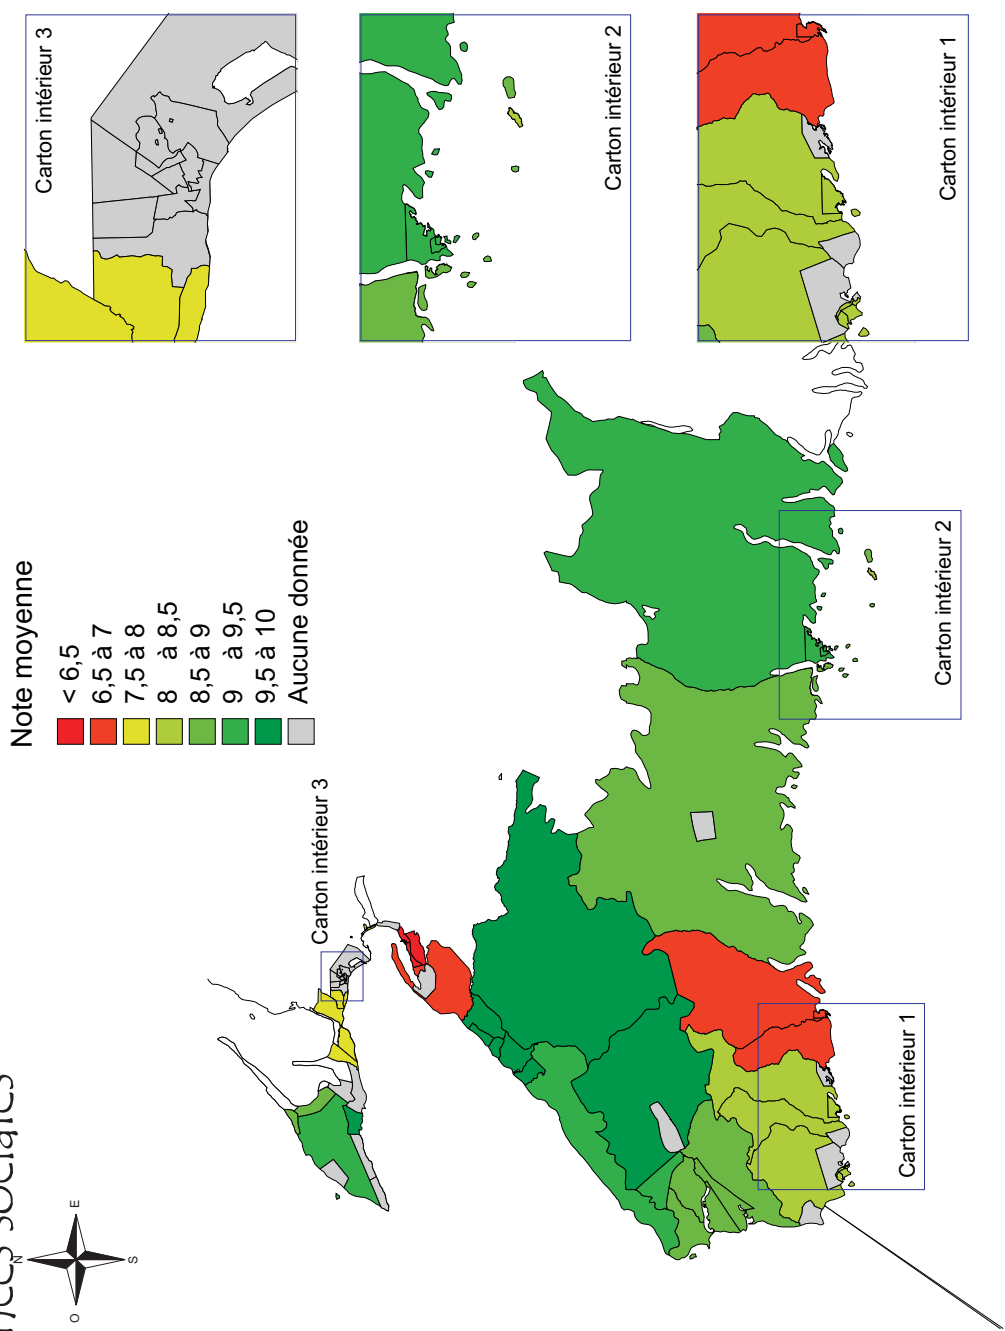 Note moyenne
< 6,5
6,5 à 7
7,5 à 8
8 à 8,5
8,5 à 9
9 à 9,5
9,5 à 10
Aucune donnée
Carton intérieur 3
Carton intérieur 2
Carton intérieur 1
Carton intérieur 3
Carton intérieur 2
Carton intérieur 1
N
E
S
O